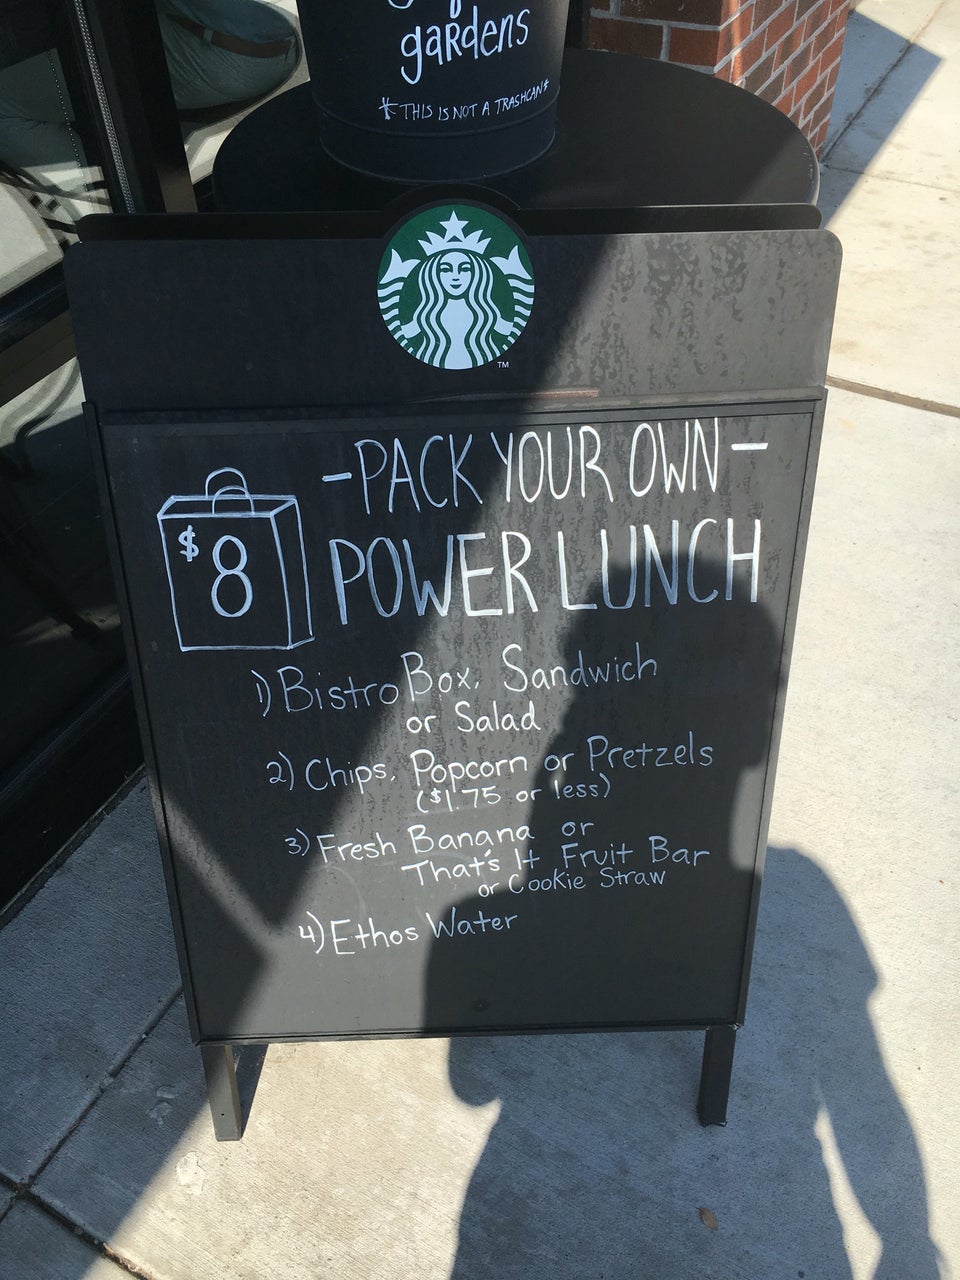 gardens
*THIS IS NOT A TRASHCAN*
TM
-PACK YOUR OWN-
$8
POWER LUNCH
1) Bistro Box, Sandwich
or Salad
2) Chips, Popcorn or Pretzels
($1.75 or less)
3) Fresh Banana or
That's It Fruit Bar
or Cookie Straw
4) Ethos Water